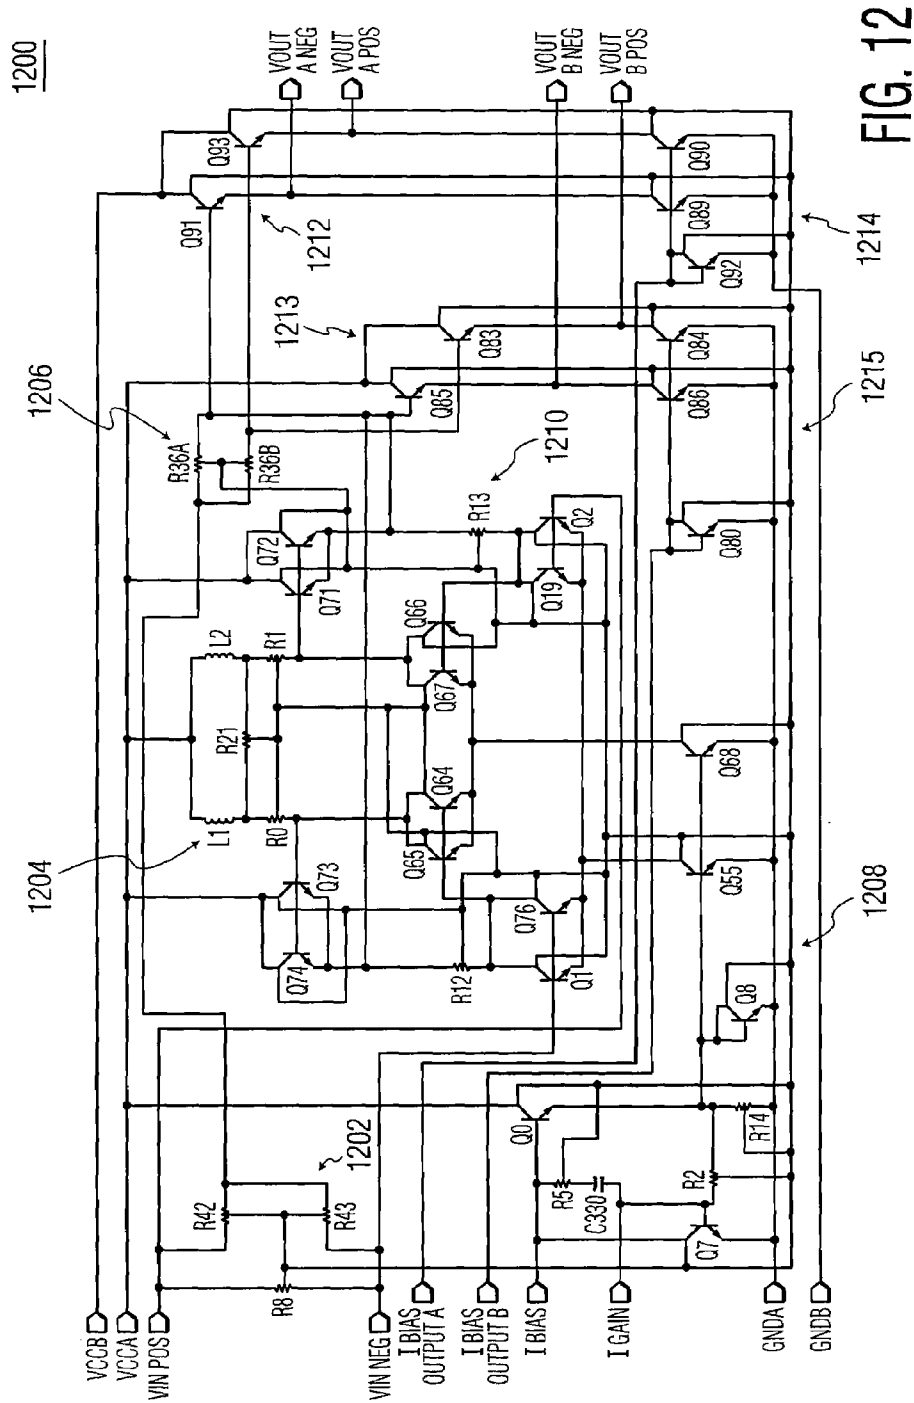 1200
VOUT
A NEG
VOUT
A POS
VOUT
B NEG
VOUT
B POS
Q93
Q91
1212
Q90
Q89
Q92
1214
1213
1206
R36A
R36B
Q85
Q83
Q84
Q86
1215
Q80
1210
Q72
Q71
R13
Q2
Q19
Q66
Q67
L2
R1
R21
L1
R0
1204
Q64
Q65
Q68
Q73
Q74
Q76
R12
Q1
Q55
1208
Q8
Q0
R14
R2
R5
C330
Q7
1202
R42
R43
R8
VCCB
VCCA
VIN POS
VIN NEG
I BIAS
OUTPUT A
I BIAS
OUTPUT B
I BIAS
I GAIN
GNDA
GNDB
FIG. 12